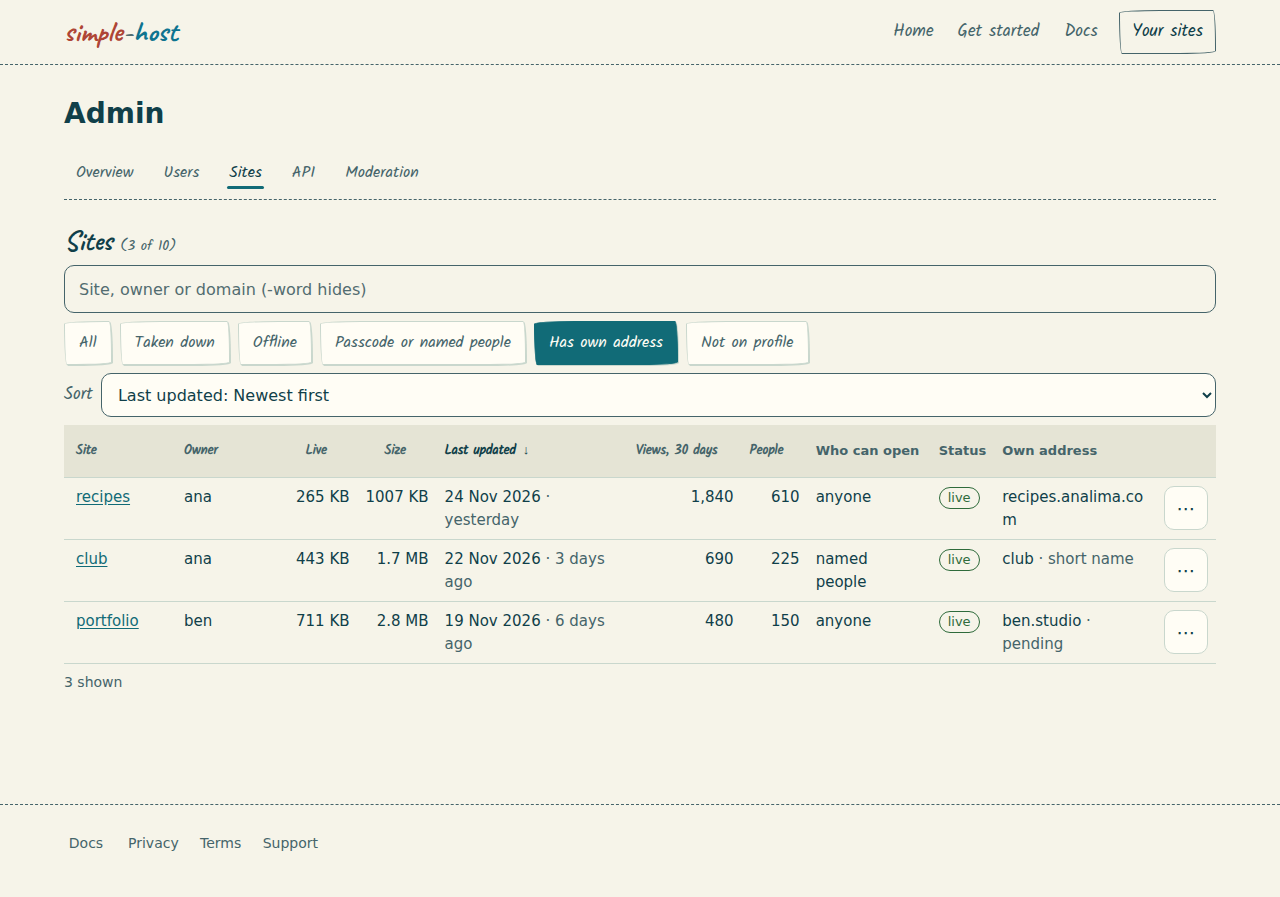 simple-host Home Get started Docs Your sites
Admin
Overview Users Sites API Moderation
Sites (3 of 10)
Site, owner or domain (-word hides)
All Taken down Offline Passcode or named people Has own address Not on profile
Sort Last updated: Newest first
Site Owner Live Size Last updated ↓ Views, 30 days People Who can open Status Own address
recipes ana 265 KB 1007 KB 24 Nov 2026 · yesterday 1,840 610 anyone live recipes.analima.com ⋯
club ana 443 KB 1.7 MB 22 Nov 2026 · 3 days ago 690 225 named people live club · short name ⋯
portfolio ben 711 KB 2.8 MB 19 Nov 2026 · 6 days ago 480 150 anyone live ben.studio · pending ⋯
3 shown
Docs Privacy Terms Support